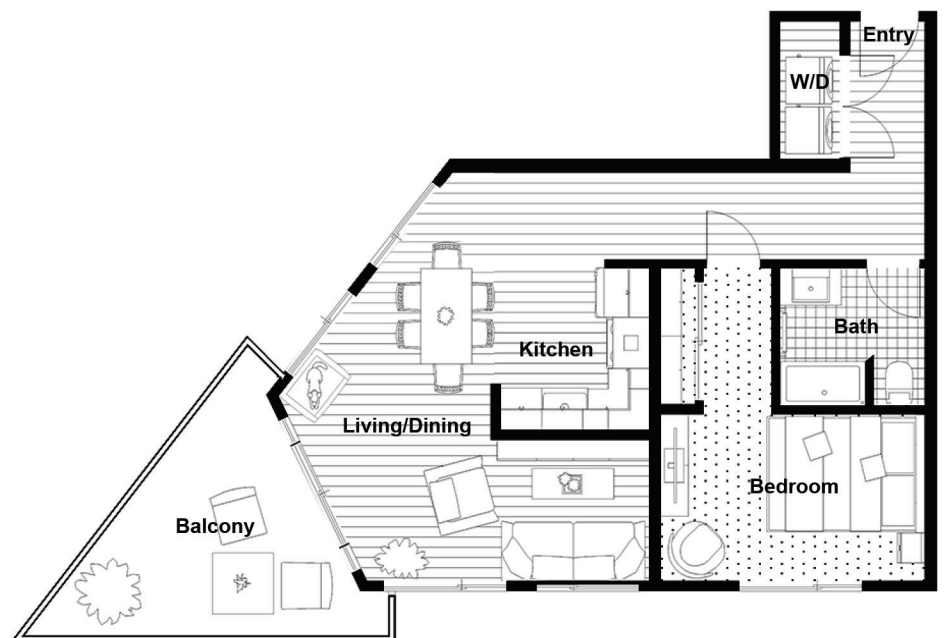 Entry
W/D
Bath
Kitchen
Living/Dining
Bedroom
Balcony